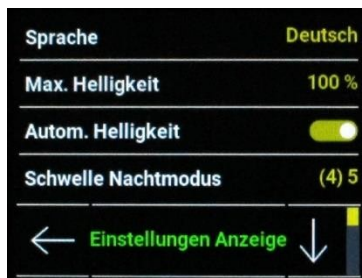 Sprache Deutsch
Max. Helligkeit 100 %
Autom. Helligkeit
Schwelle Nachtmodus (4) 5
Einstellungen Anzeige